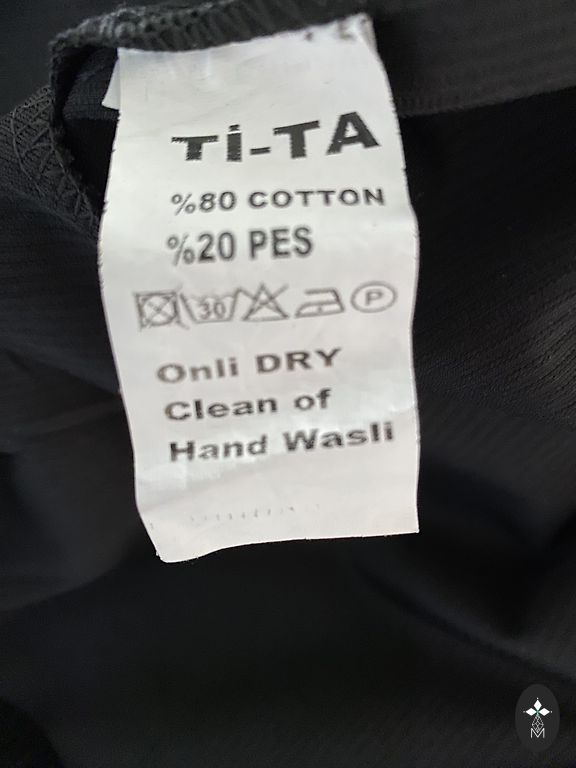 Tİ-TA
%80 COTTON
%20 PES
30 P
Onli DRY
Clean of
Hand Wasli
M